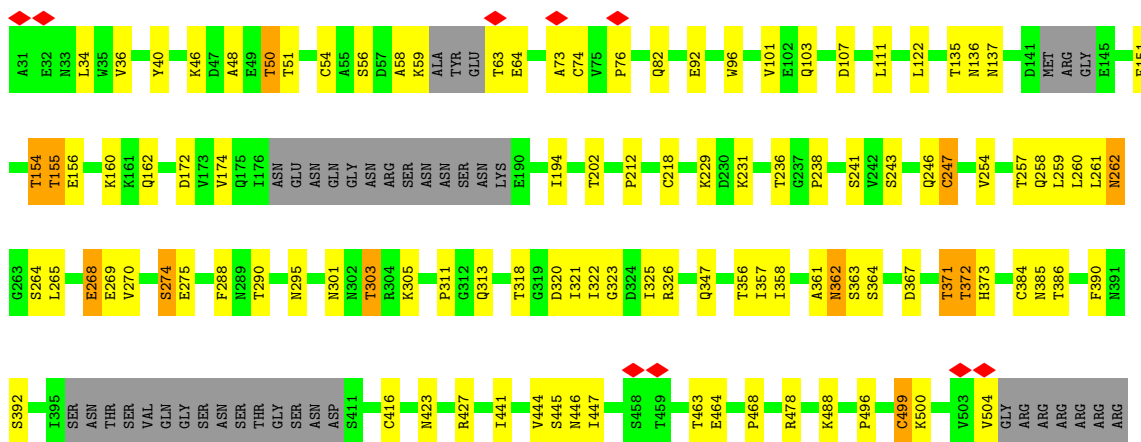 A31 E32 N33 L34 W35 V36 Y40 K46 D47 A48 E49 T50 T51 C54 A55 S56 D57 A58 K59 ALA TYR GLU T63 E64 A73 C74 V75 P76 Q82 E92 W96 V101 E102 Q103 D107 L111 L122 T135 N136 N137 D141 MET ARG GLY E145
T154 T155 E156 K160 K161 Q162 D172 V173 V174 Q175 I176 ASN GLU ASN GLN GLY ASN ARG SER ASN ASN SER ASN LYS E190 I194 T202 P212 C218 K229 D230 K231 T236 G237 P238 S241 V242 S243 Q246 C247 V254 T257 Q258 L259 L260 L261 N262
G263 S264 L265 E268 E269 V270 S274 E275 F288 N289 T290 N295 N301 N302 T303 R304 K305 P311 G312 Q313 T318 G319 D320 I321 I322 G323 D324 I325 R326 Q347 T356 I357 I358 A361 N362 S363 S364 D367 T371 T372 H373 C384 N385 T386 F390 N391
S392 I395 SER ASN THR SER VAL GLN GLY SER ASN SER THR GLY SER ASN ASP S411 C416 N423 R427 I441 V444 S445 N446 I447 S458 T459 T463 E464 P468 R478 K488 P496 C499 K500 V503 V504 GLY ARG ARG ARG ARG ARG ARG